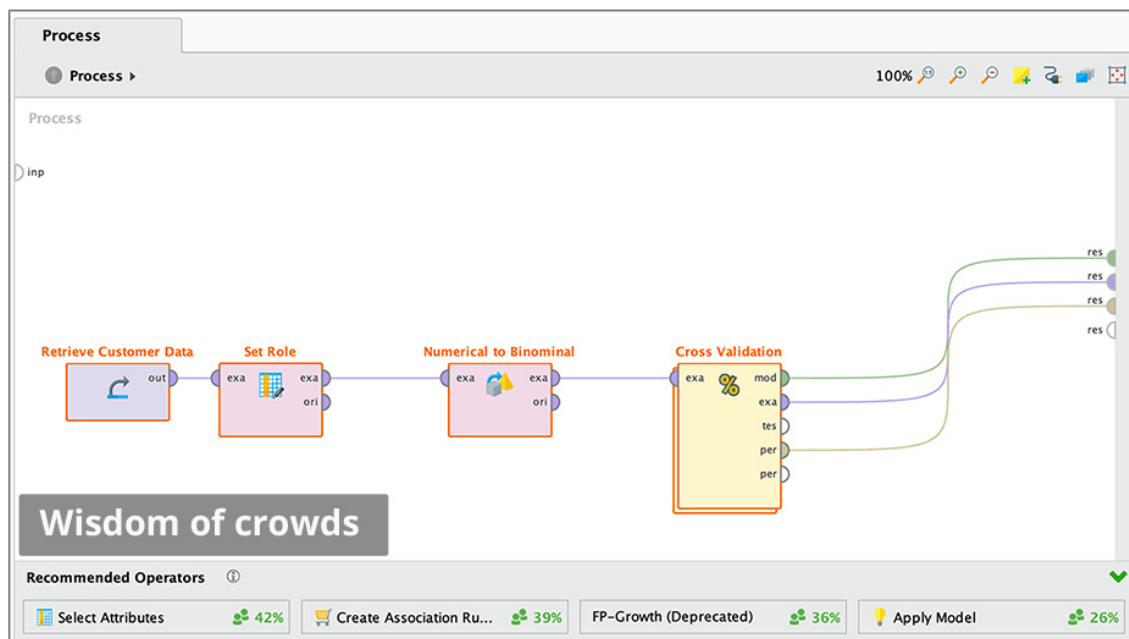 Process
Process
100%
Process
inp
res
res
res
res
Retrieve Customer Data
out
Set Role
exa
exa
ori
Numerical to Binominal
exa
exa
ori
Cross Validation
exa
mod
%
exa
tes
per
per
Wisdom of crowds
Recommended Operators
Select Attributes 42%
Create Association Ru... 39%
FP-Growth (Deprecated) 36%
Apply Model 26%